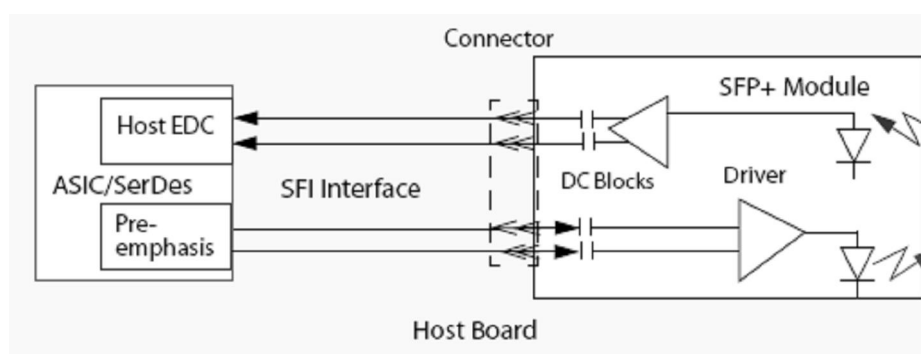 Connector
SFP+ Module
Host EDC
ASIC/SerDes
SFI Interface
DC Blocks
Driver
Pre-
emphasis
Host Board